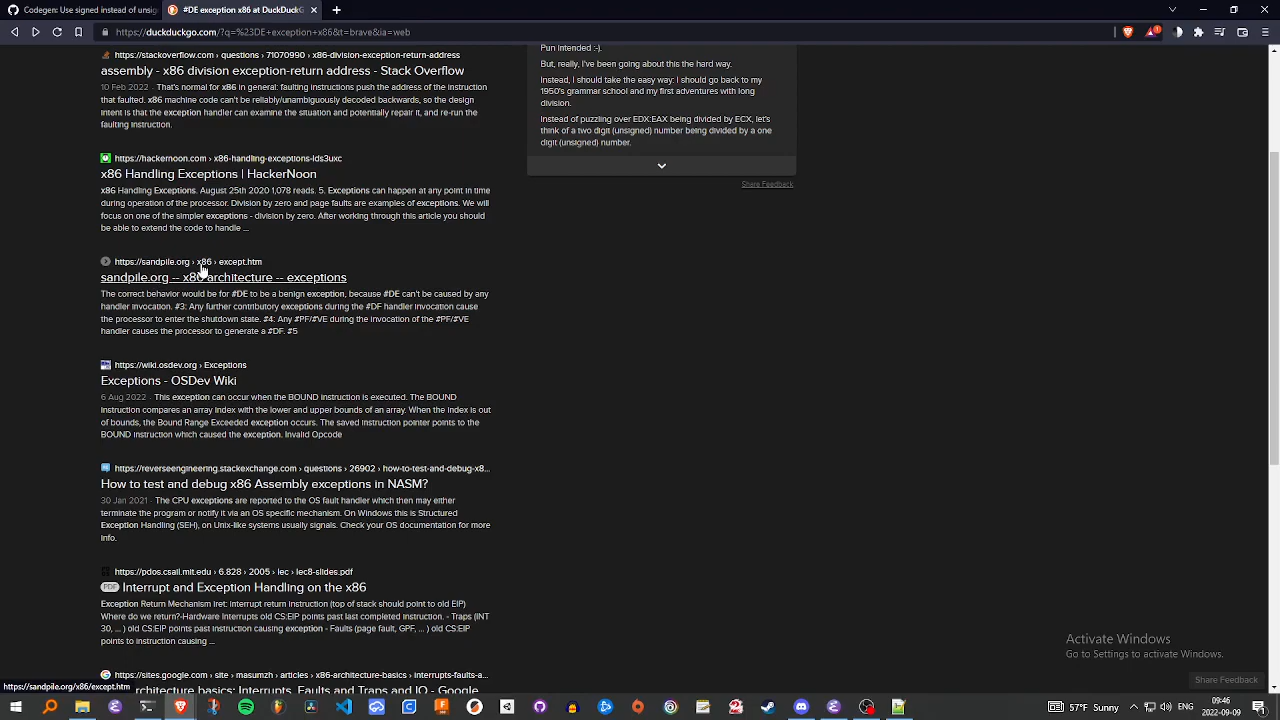 Codegen: Use signed instead of unsig
#DE exception x86 at DuckDuckG
https://duckduckgo.com/?q=%23DE+exception+x86&t=brave&ia=web
https://stackoverflow.com › questions › 71070990 › x86-division-exception-return-address
assembly - x86 division exception-return address - Stack Overflow
10 Feb 2022 · That's normal for x86 in general: faulting instructions push the address of the instruction
that faulted. x86 machine code can't be reliably/unambiguously decoded backwards, so the design
intent is that the exception handler can examine the situation and potentially repair it, and re-run the
faulting instruction.
https://hackernoon.com › x86-handling-exceptions-lds3uxc
x86 Handling Exceptions | HackerNoon
x86 Handling Exceptions. August 25th 2020 1,078 reads. 5. Exceptions can happen at any point in time
during operation of the processor. Division by zero and page faults are examples of exceptions. We will
focus on one of the simpler exceptions - division by zero. After working through this article you should
be able to extend the code to handle ...
https://sandpile.org › x86 › except.htm
sandpile.org -- x86 architecture -- exceptions
The correct behavior would be for #DE to be a benign exception, because #DE can't be caused by any
handler invocation. #3: Any further contributory exceptions during the #DF handler invocation cause
the processor to enter the shutdown state. #4: Any #PF/#VE during the invocation of the #PF/#VE
handler causes the processor to generate a #DF. #5
https://wiki.osdev.org › Exceptions
Exceptions - OSDev Wiki
6 Aug 2022 · This exception can occur when the BOUND instruction is executed. The BOUND
instruction compares an array index with the lower and upper bounds of an array. When the index is out
of bounds, the Bound Range Exceeded exception occurs. The saved instruction pointer points to the
BOUND instruction which caused the exception. Invalid Opcode
https://reverseengineering.stackexchange.com › questions › 26902 › how-to-test-and-debug-x8...
How to test and debug x86 Assembly exceptions in NASM?
30 Jan 2021 · The CPU exceptions are reported to the OS fault handler which then may either
terminate the program or notify it via an OS specific mechanism. On Windows this is Structured
Exception Handling (SEH), on Unix-like systems usually signals. Check your OS documentation for more
info.
https://pdos.csail.mit.edu › 6.828 › 2005 › lec › lec8-slides.pdf
PDF Interrupt and Exception Handling on the x86
Exception Return Mechanism iret: interrupt return instruction (top of stack should point to old EIP)
Where do we return?-Hardware Interrupts old CS:EIP points past last completed instruction. - Traps (INT
30, ... ) old CS:EIP points past instruction causing exception - Faults (page fault, GPF, ... ) old CS:EIP
points to instruction causing ...
https://sites.google.com › site › masumzh › articles › x86-architecture-basics › interrupts-faults-a...
architecture basics: Interrupts, Faults and Traps and IO - Google
https://sandpile.org/x86/except.htm
Pun intended :-).
But, really, I've been going about this the hard way.
Instead, I should take the easy way: I should go back to my
1950's grammar school and my first adventures with long
division.
Instead of puzzling over EDX:EAX being divided by ECX, let's
think of a two digit (unsigned) number being divided by a one
digit (unsigned) number.
Share Feedback
Activate Windows
Go to Settings to activate Windows.
Share Feedback
57°F Sunny
09:46
2022-09-09